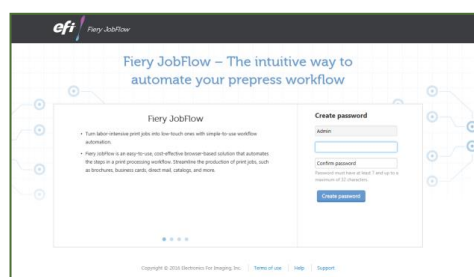 efi Fiery JobFlow
Fiery JobFlow – The intuitive way to
automate your prepress workflow
Fiery JobFlow
• Turn labor-intensive print jobs into low-touch ones with simple-to-use workflow
automation.
• Fiery JobFlow is an easy-to-use, cost-effective browser-based solution that automates
the steps in a print processing workflow. Streamline the production of print jobs, such
as brochures, business cards, direct mail, catalogs, and more.
Create password
Admin
Confirm password
Password must have at least 7 and up to a
maximum of 32 characters.
Create password
Copyright © 2016 Electronics For Imaging, Inc. Terms of use Help Support